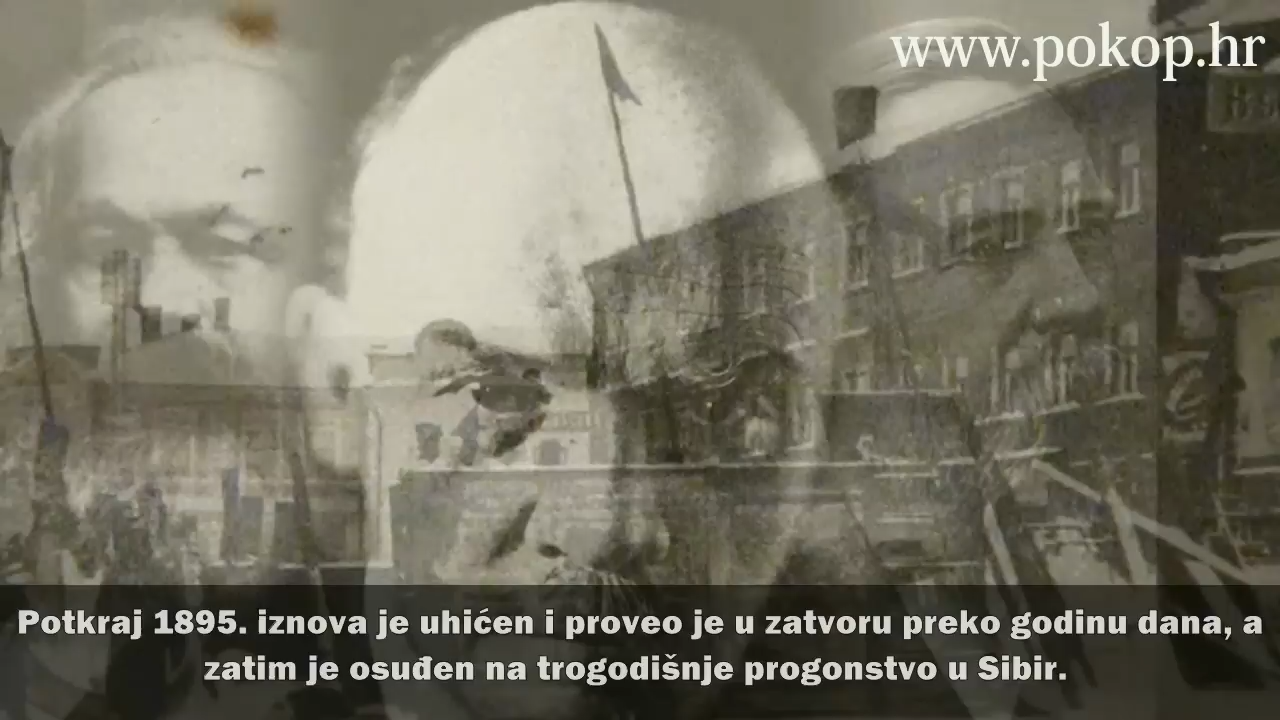 www.pokop.hr
Potkraj 1895. iznova je uhićen i proveo je u zatvoru preko godinu dana, a
zatim je osuđen na trogodišnje progonstvo u Sibir.